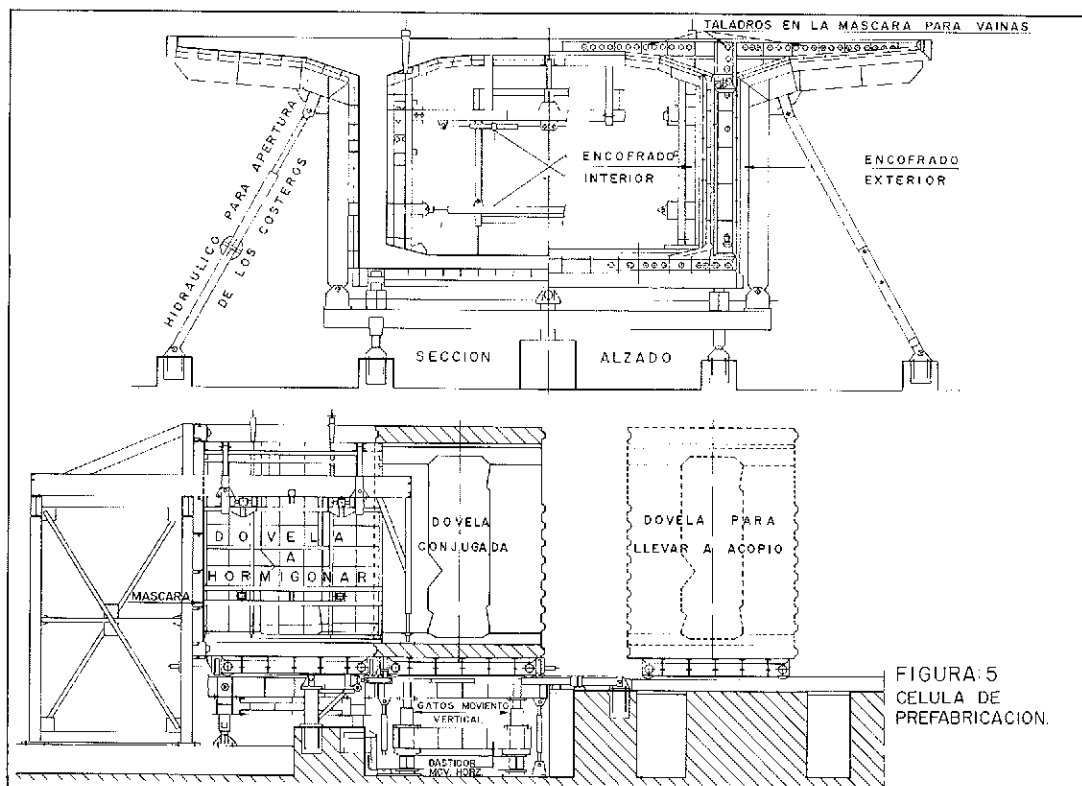 TALADROS EN LA MASCARA PARA VAINAS
HIDRAULICO PARA APERTURA
DE LOS COSTEROS
ENCOFRADO
INTERIOR
ENCOFRADO
EXTERIOR
SECCION
ALZADO
DOVELA
A
HORMIGONAR
MASCARA
DOVELA
CONJUGADA
DOVELA PARA
LLEVAR A ACOPIO
GATOS MOVIENTO
VERTICAL
BASTIDOR
MOV. HORZ.
FIGURA: 5
CELULA DE
PREFABRICACION.